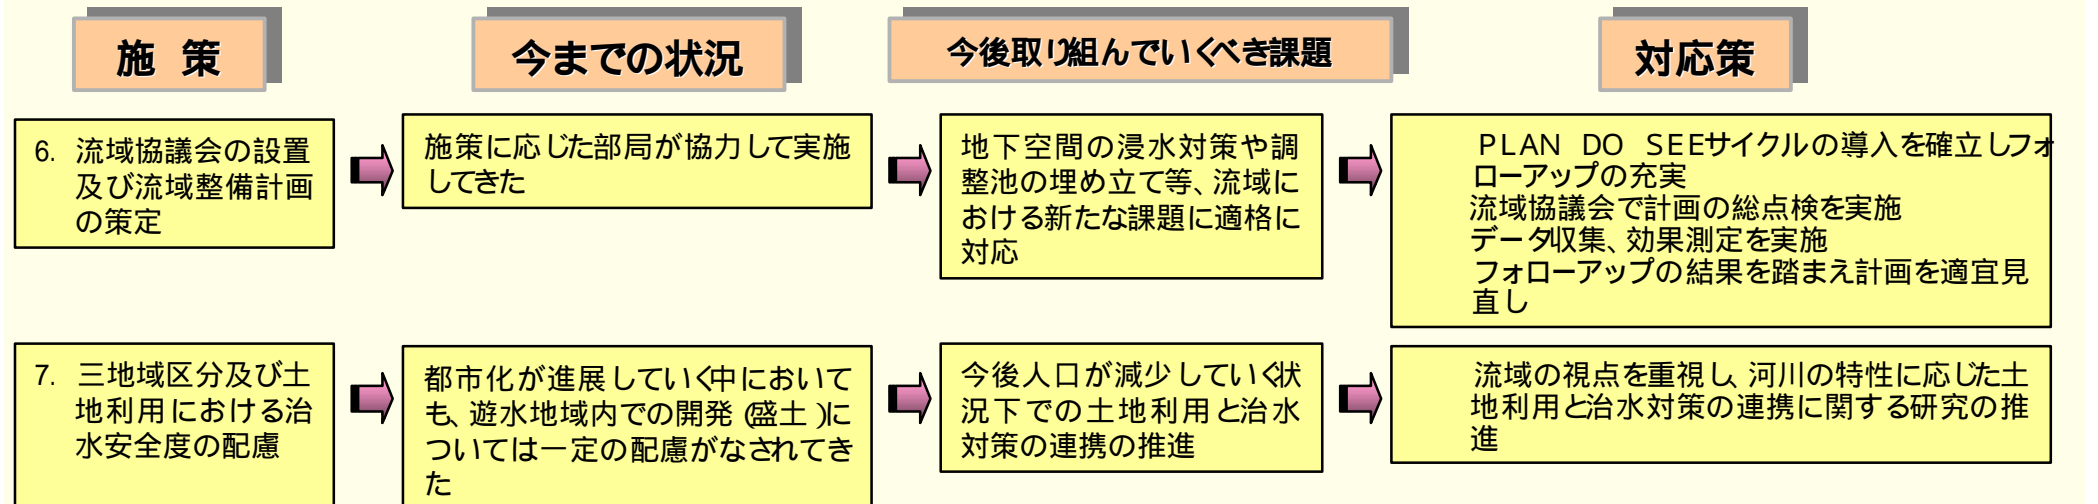 施 策
今までの状況
今後取り組んでいくべき課題
対応策
6. 流域協議会の設置
及び流域整備計画
の策定
施策に応じた部局が協力して実施
してきた
地下空間の浸水対策や調
整池の埋め立て等、流域に
おける新たな課題に適格に
対応
PLAN DO SEEサイクルの導入を確立しフォ
ローアップの充実
流域協議会で計画の総点検を実施
データ収集、効果測定を実施
フォローアップの結果を踏まえ計画を適宜見
直し
7. 三地域区分及び土
地利用における治
水安全度の配慮
都市化が進展していく中において
も、遊水地域内での開発(盛土)に
ついては一定の配慮がなされてき
た
今後人口が減少していく状
況下での土地利用と治水
対策の連携の推進
流域の視点を重視し、河川の特性に応じた土
地利用と治水対策の連携に関する研究の推
進